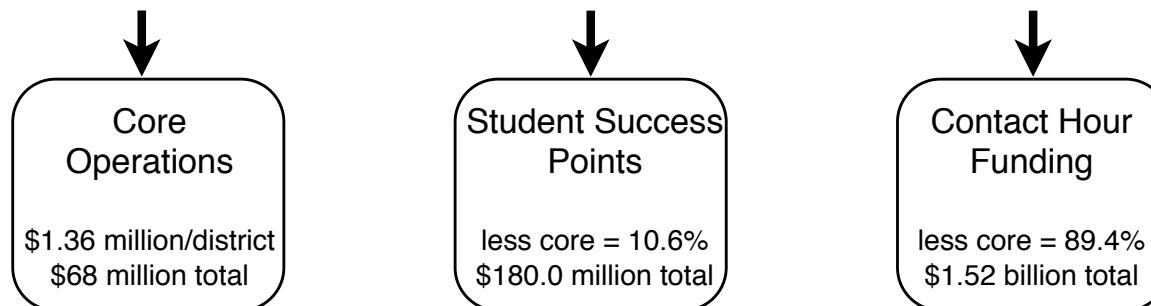 Core
Operations
$1.36 million/district
$68 million total
Student Success
Points
less core = 10.6%
$180.0 million total
Contact Hour
Funding
less core = 89.4%
$1.52 billion total